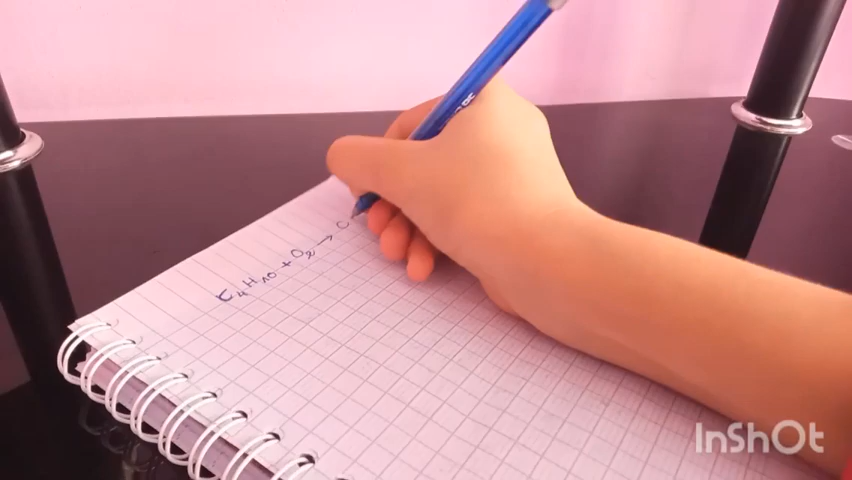 C₄H₁₀ + O₂ → C
InShOt